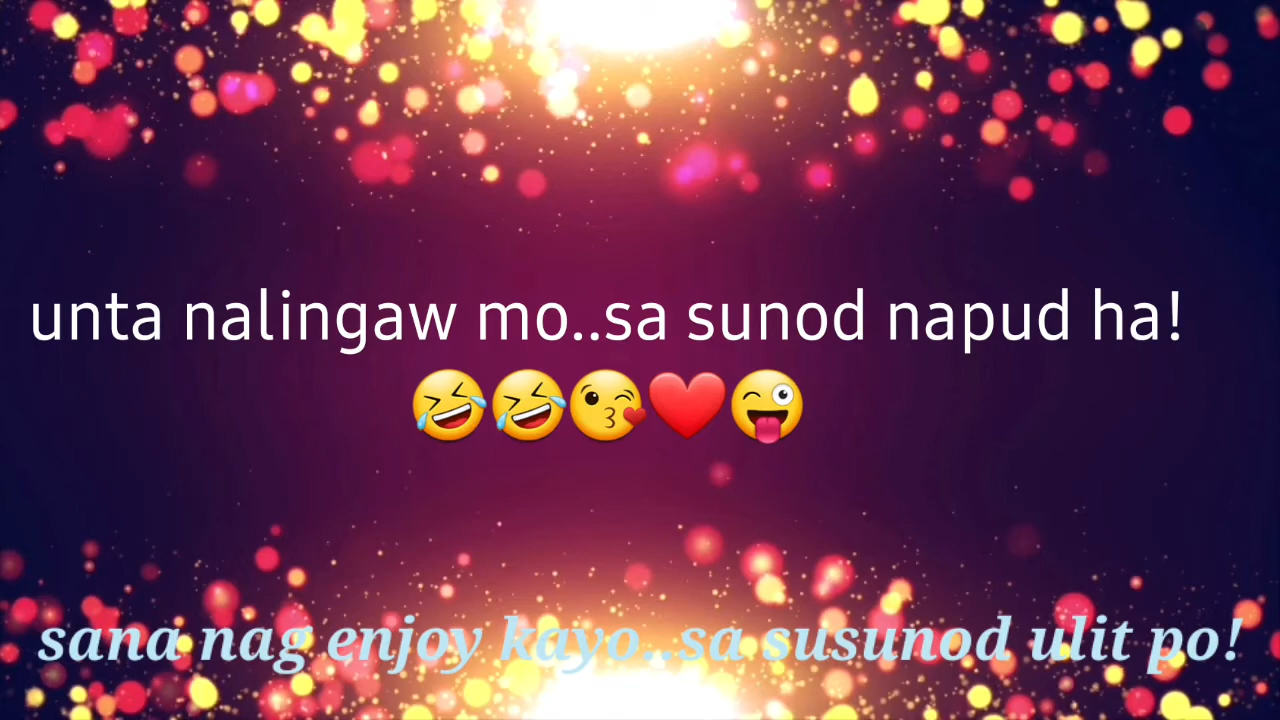 unta nalingaw mo..sa sunod napud ha!
🤣🤣😘❤️😜
sana nag enjoy kayo..sa susunod ulit po!